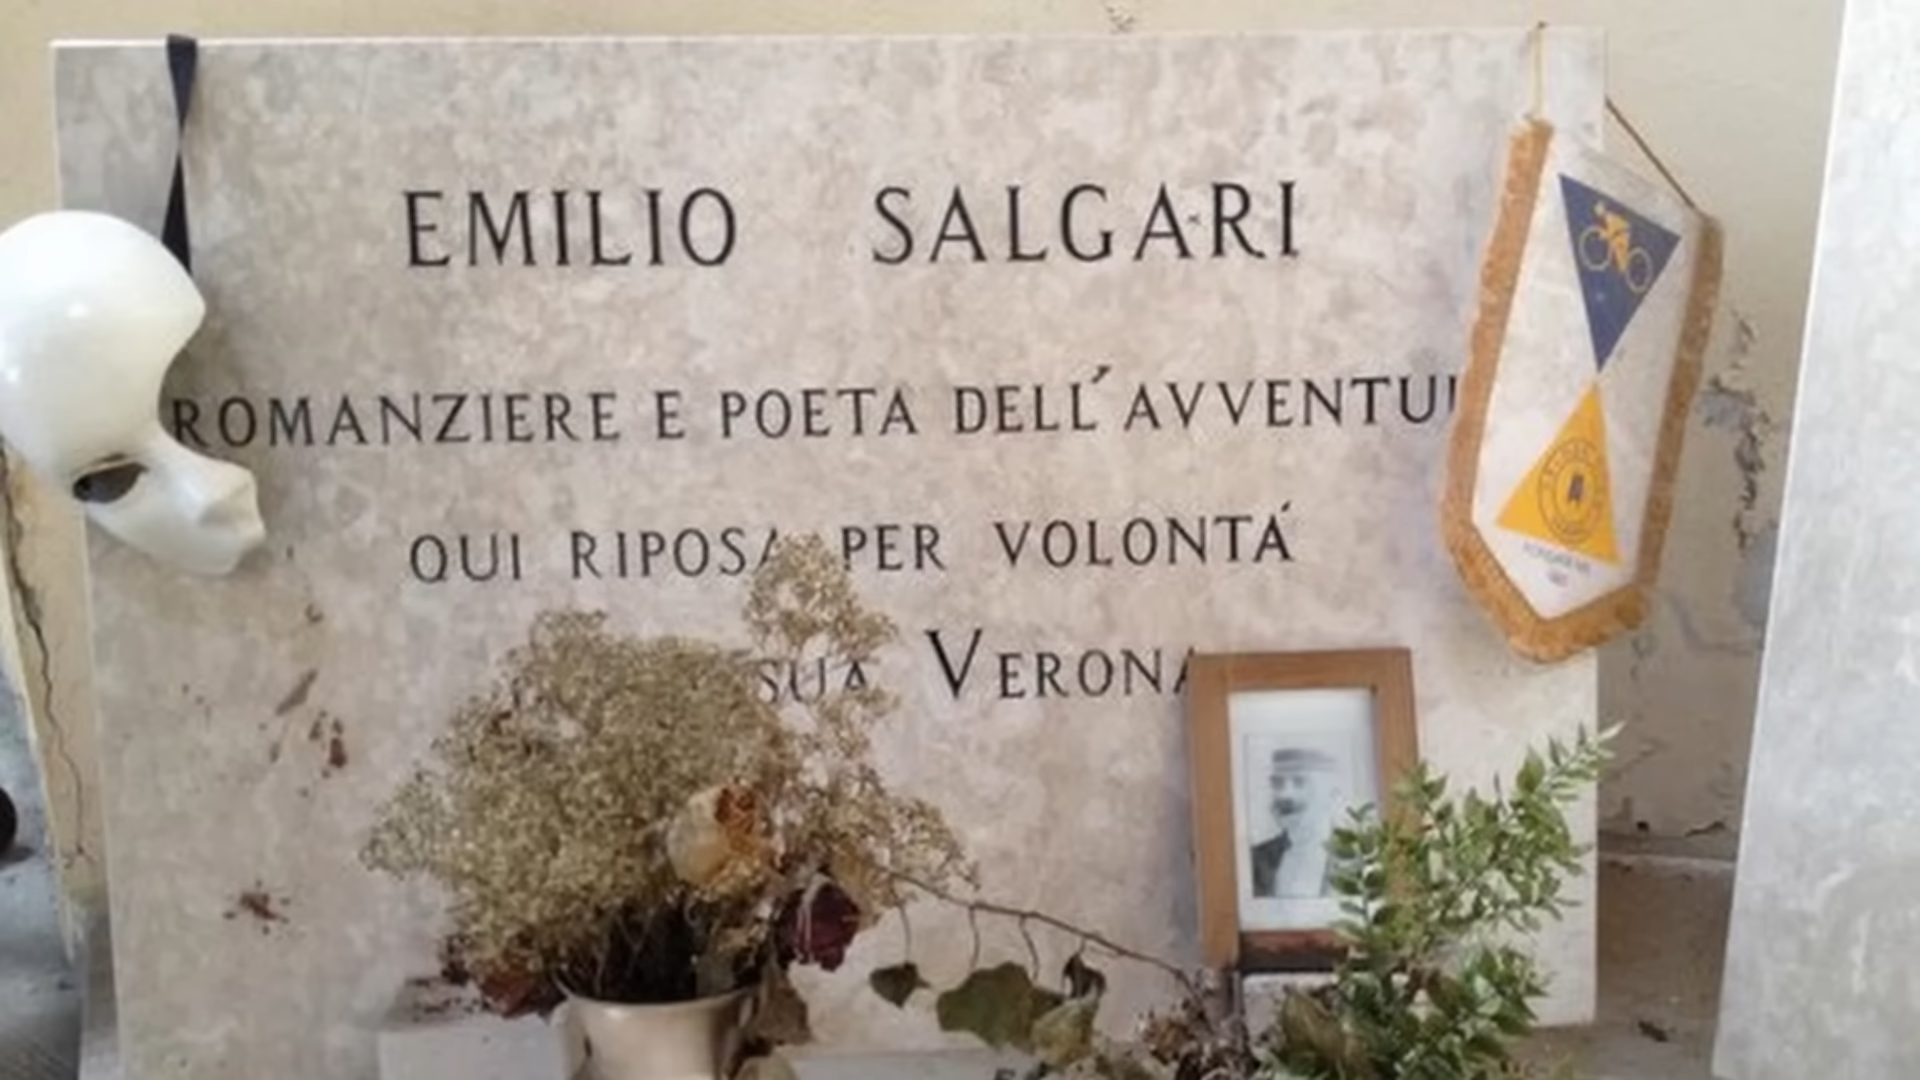 EMILIO SALGARI
ROMANZIERE E POETA DELL'AVVENTU
QUI RIPOSA PER VOLONTÁ
SUA VERONA